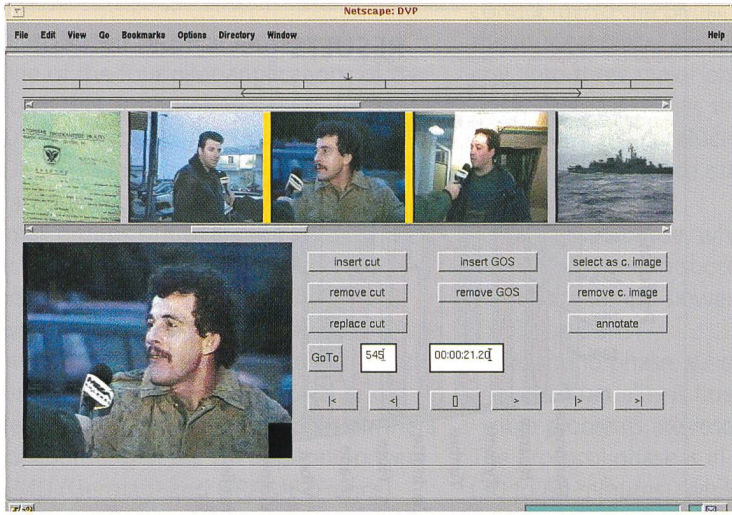 Netscape: DVP
File Edit View Go Bookmarks Options Directory Window Help
insert cut insert GOS select as c. image
remove cut remove GOS remove c. image
replace cut annotate
GoTo 545 00:00:21.20
|< <| [] > |> >|